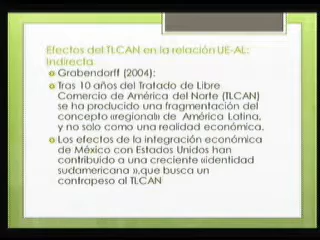 Efectos del TLCAN en la relación UE-AL:
Indirecta
Grabendorff (2004):
Tras 10 años del Tratado de Libre
Comercio de América del Norte (TLCAN)
se ha producido una fragmentación del
concepto «regional» de América Latina,
y no solo como una realidad económica.
Los efectos de la integración económica
de México con Estados Unidos han
contribuido a una creciente «identidad
sudamericana »,que busca un
contrapeso al TLCAN